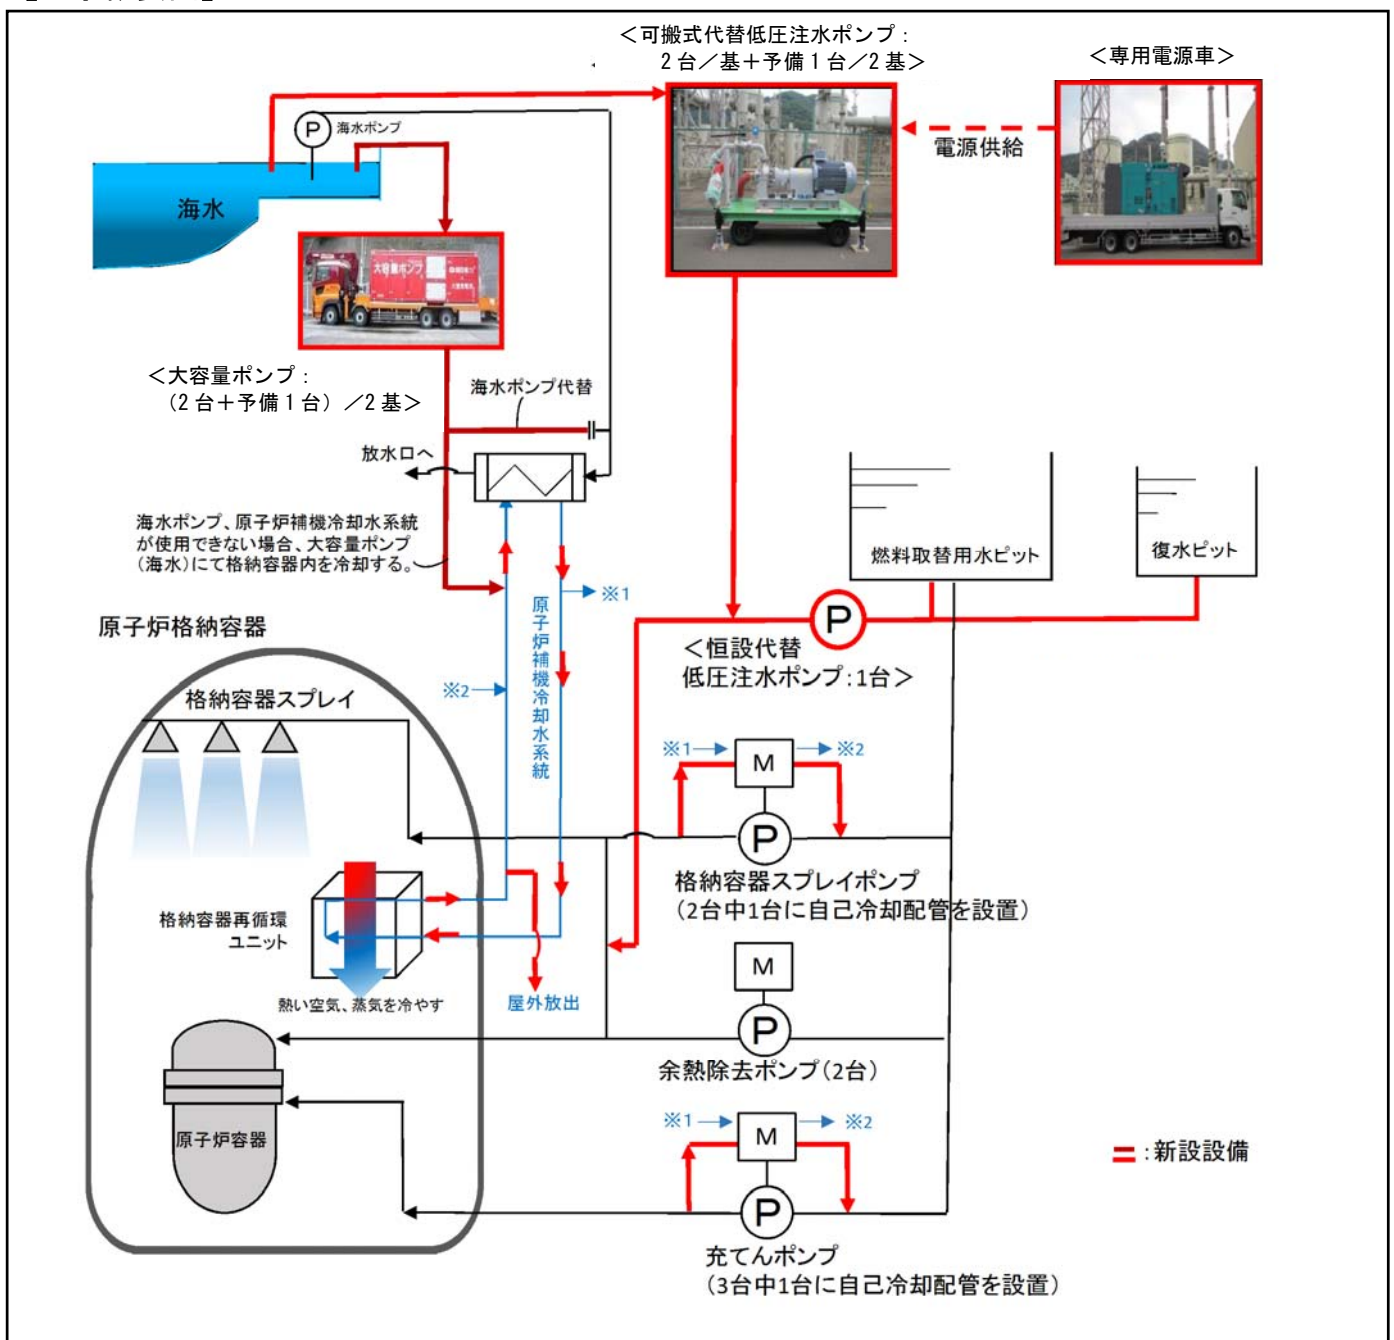 ＜可搬式代替低圧注水ポンプ：
2台／基＋予備1台／2基＞
＜専用電源車＞
P
海水ポンプ
電源供給
海水
大容量ポンプ
＜大容量ポンプ：
（2台＋予備1台）／2基＞
海水ポンプ代替
放水口へ
海水ポンプ、原子炉補機冷却水系統
が使用できない場合、大容量ポンプ
（海水）にて格納容器内を冷却する。
燃料取替用水ピット
復水ピット
※1
原子炉補機冷却水系統
P
＜恒設代替
低圧注水ポンプ：1台＞
原子炉格納容器
格納容器スプレイ
※2
※1
M
※2
P
格納容器スプレイポンプ
（2台中1台に自己冷却配管を設置）
格納容器再循環
ユニット
熱い空気、蒸気を冷やす
屋外放出
M
P
余熱除去ポンプ（2台）
原子炉容器
※1
M
※2
：新設設備
P
充てんポンプ
（3台中1台に自己冷却配管を設置）